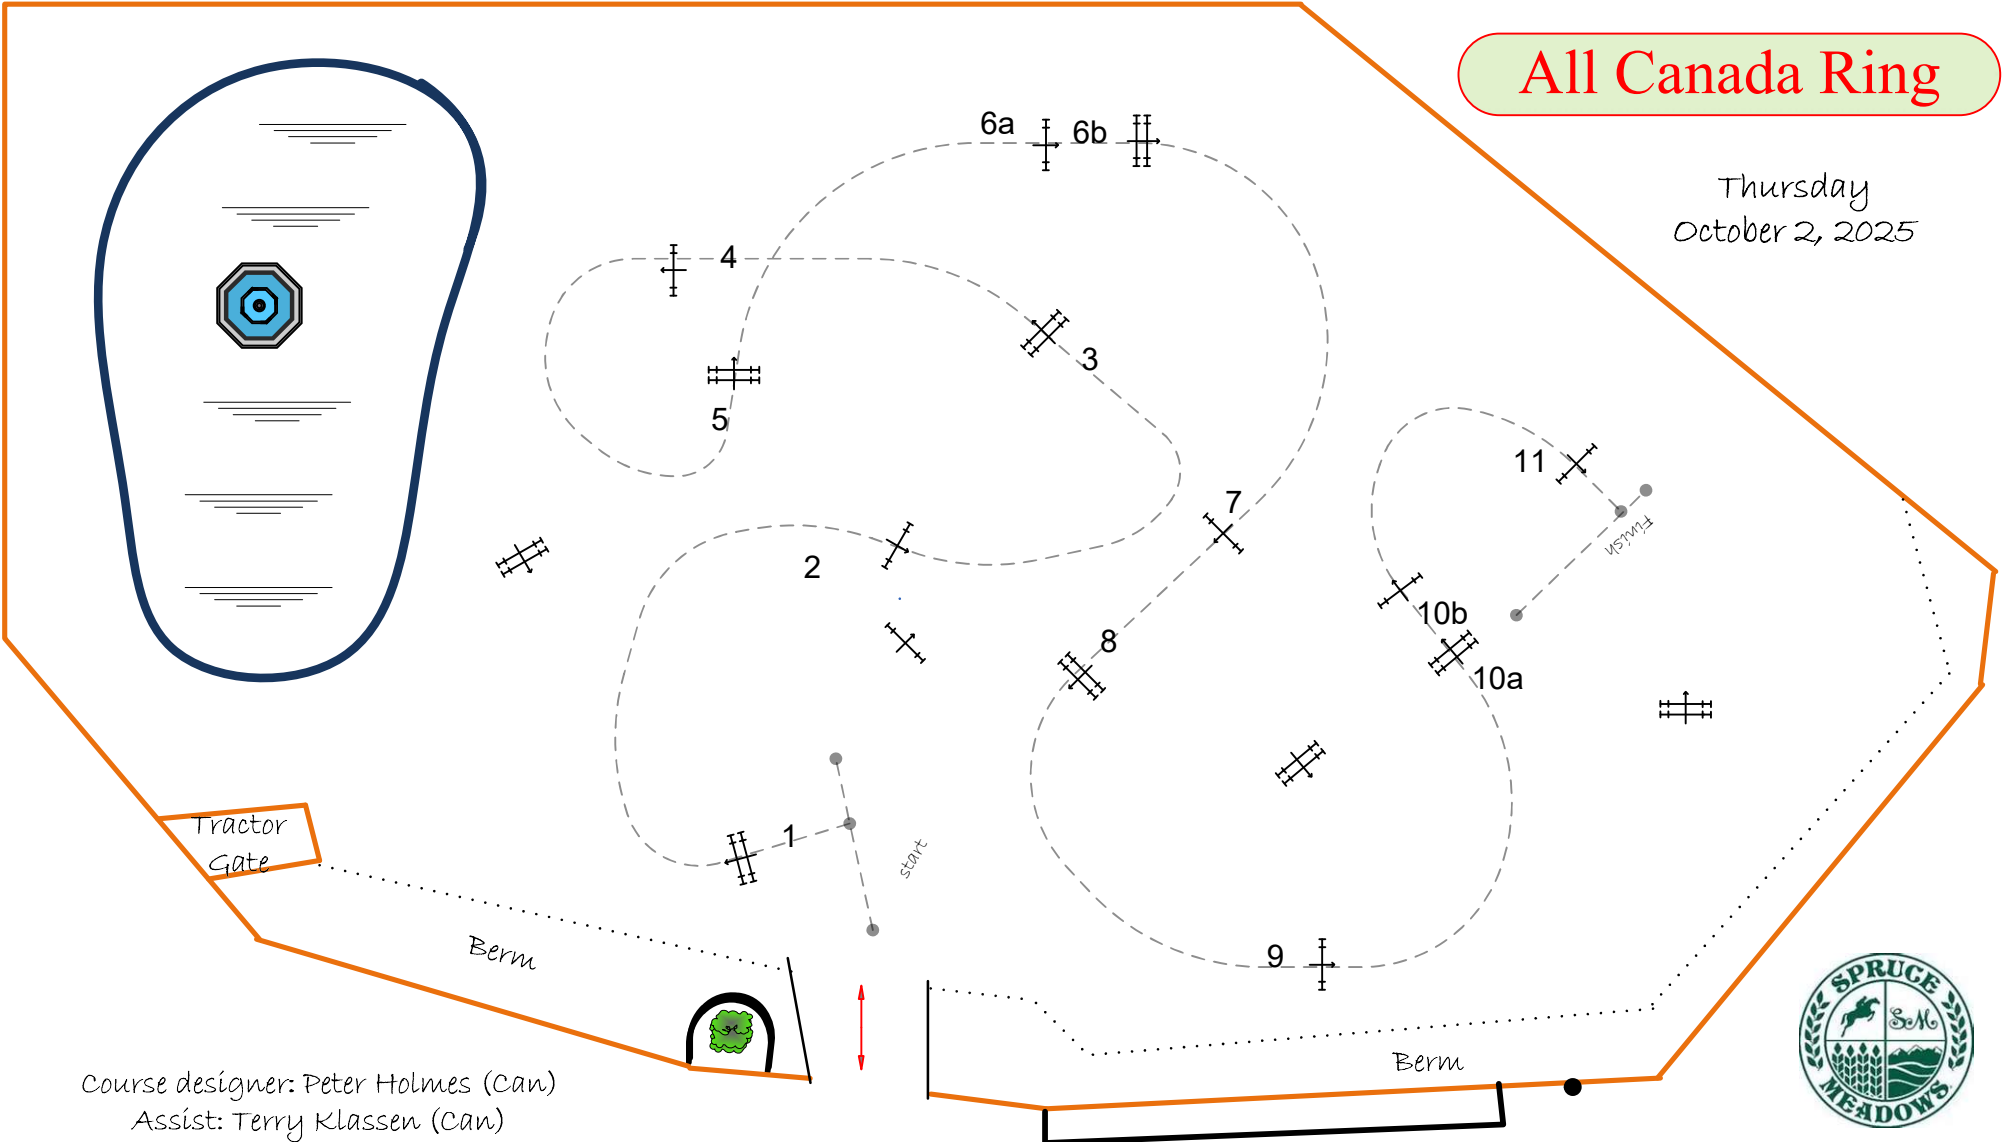 All Canada Ring
Thursday
October 2, 2025
6a
6b
4
3
5
7
11
Finish
2
10b
8
10a
1
start
Tractor
Gate
Berm
9
Berm
SPRUCE
SM
MEADOWS
Course designer: Peter Holmes (Can)
Assist: Terry Klassen (Can)